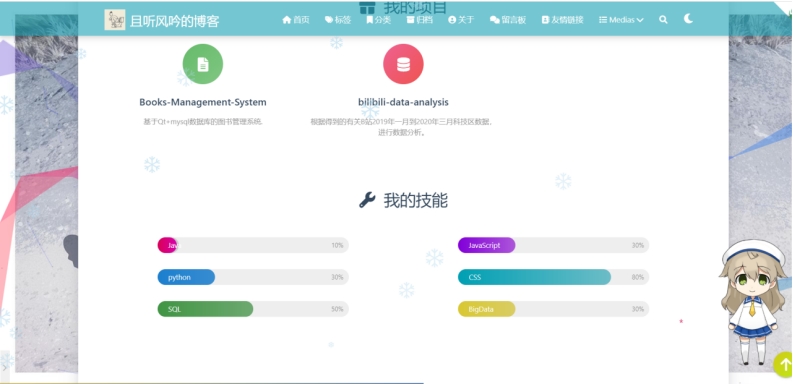 我的项目
且听风吟的博客
首页 标签 分类 归档 关于 留言板 友情链接 Medias
Books-Management-System
bilibili-data-analysis
基于Qt+mysql数据库的图书管理系统.
根据得到的有关B站2019年一月到2020年三月科技区数据,
进行数据分析。
我的技能
Jav 10%
JavaScript 30%
python 30%
CSS 80%
SQL 50%
BigData 30%